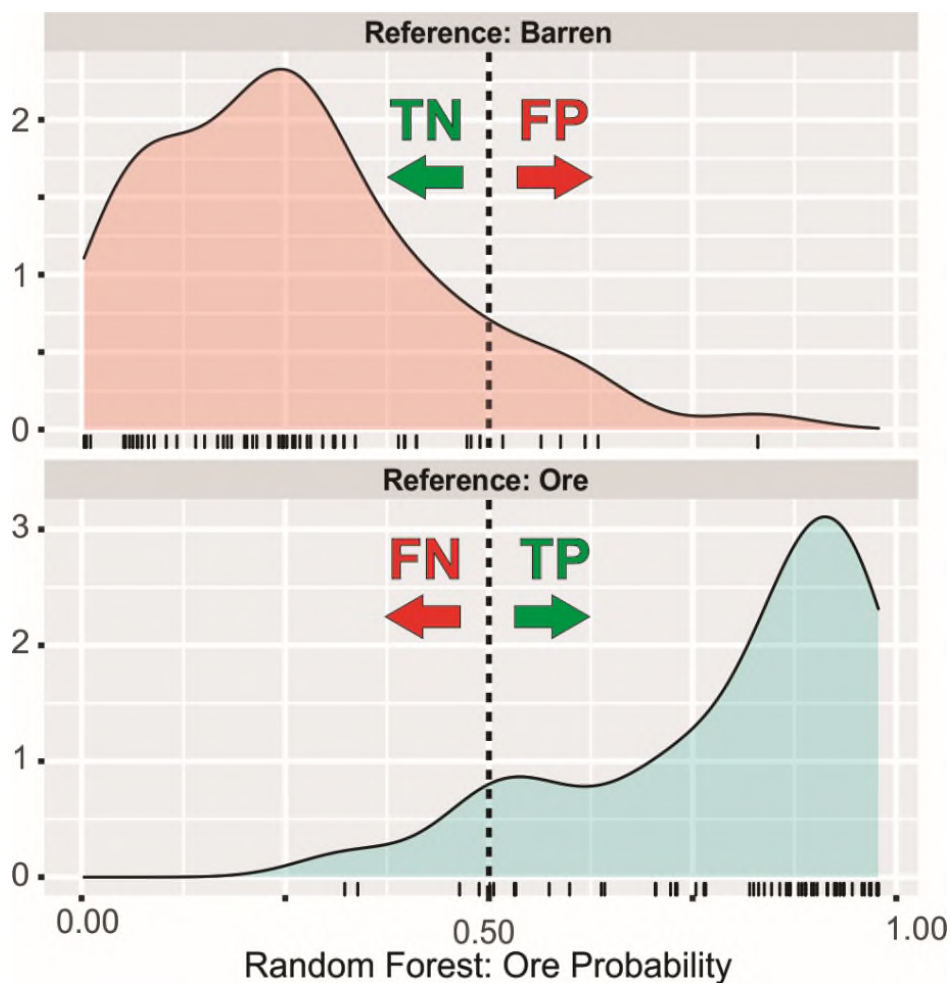 Reference: Barren
2
TN FP
1
0
Reference: Ore
3
FN TP
2
1
0
0.00 0.50 1.00
Random Forest: Ore Probability